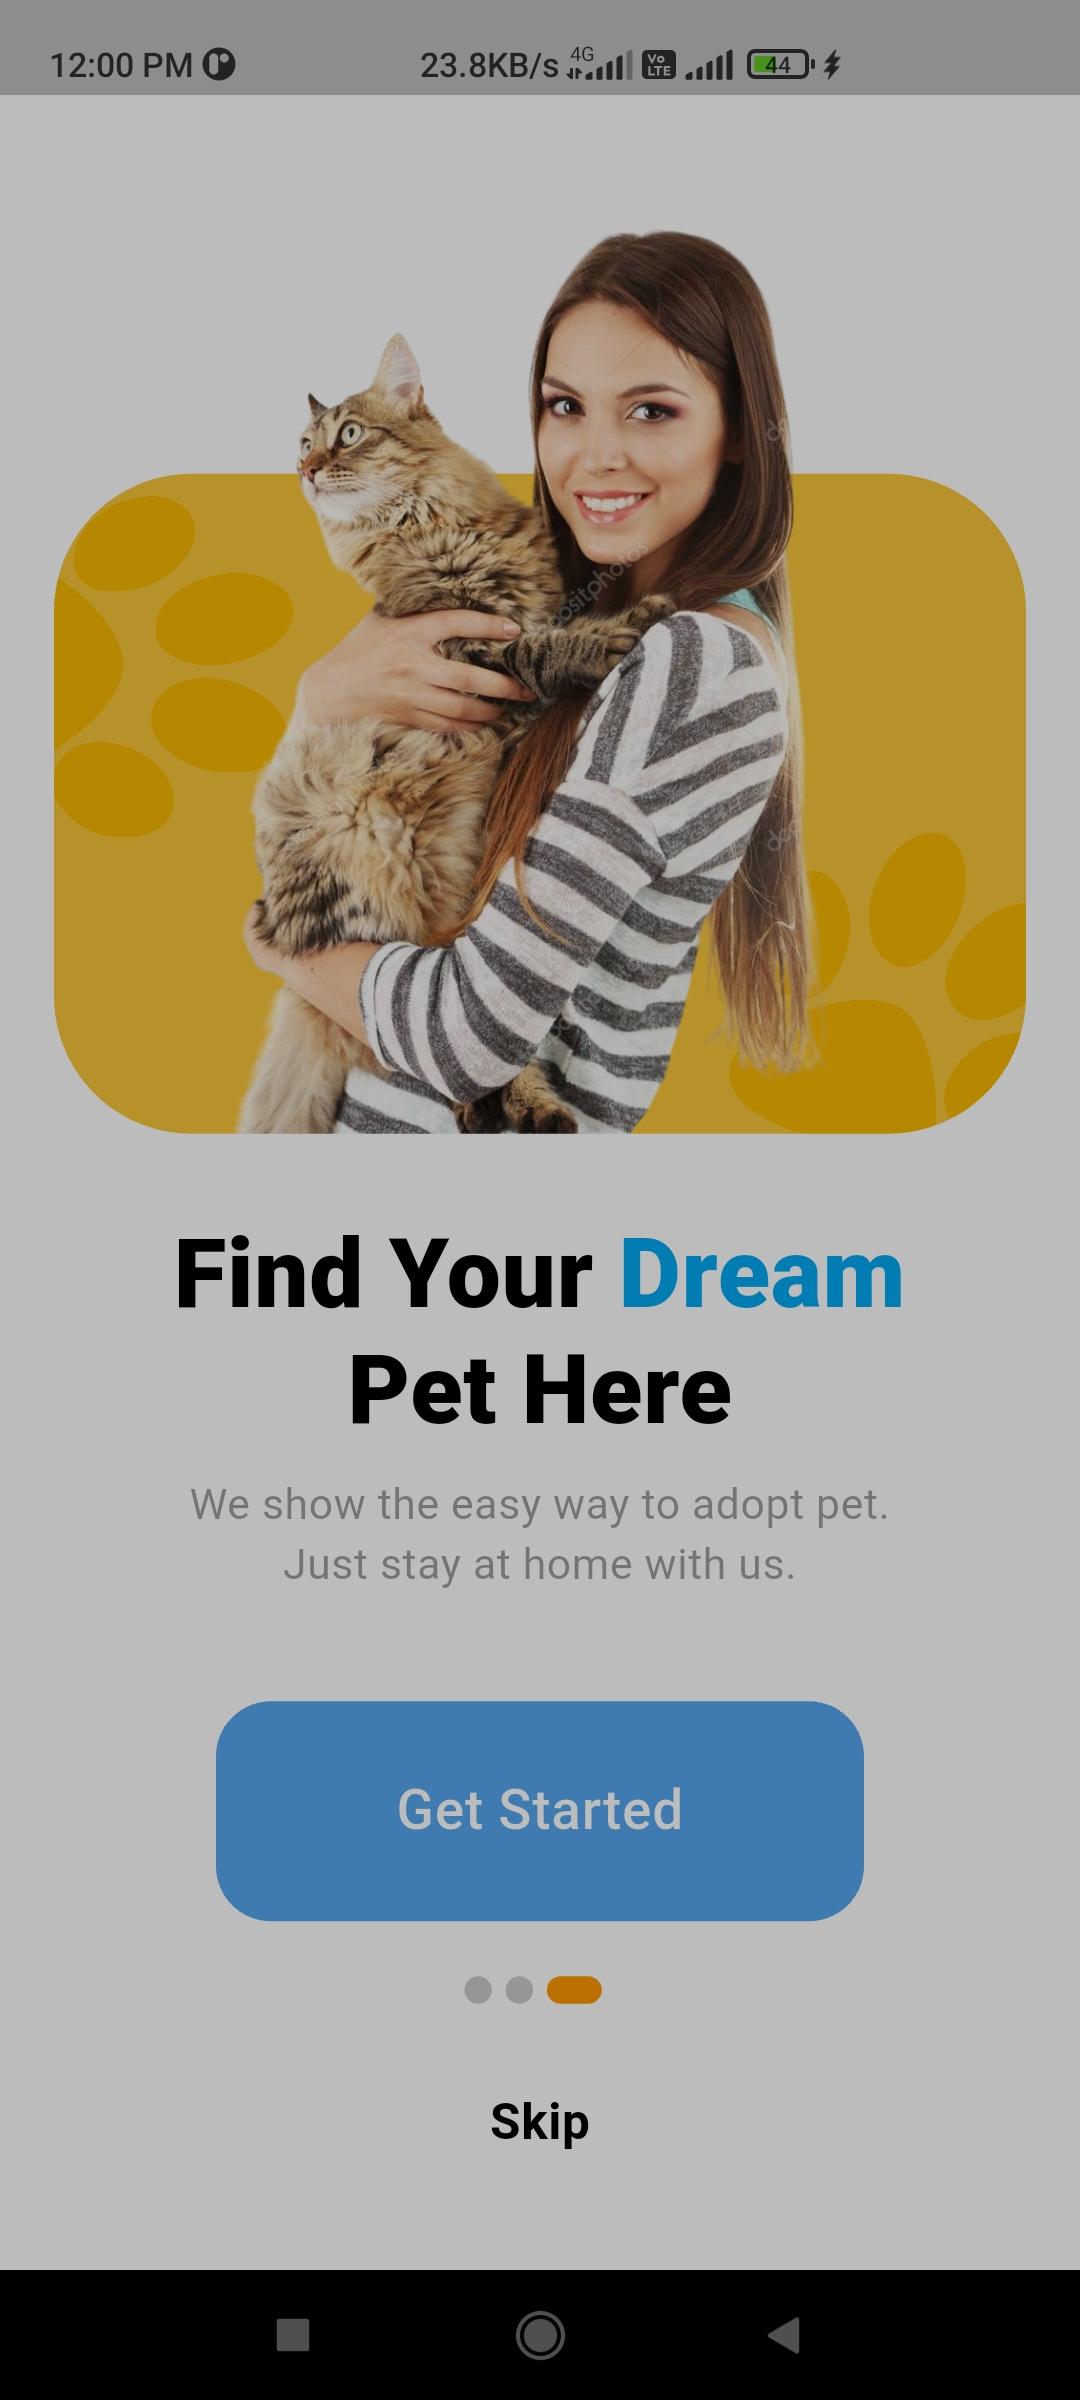 12:00 PM 23.8KB/s 4G Vo LTE 44
depositphotos
Find Your Dream
Pet Here
We show the easy way to adopt pet.
Just stay at home with us.
Get Started
Skip